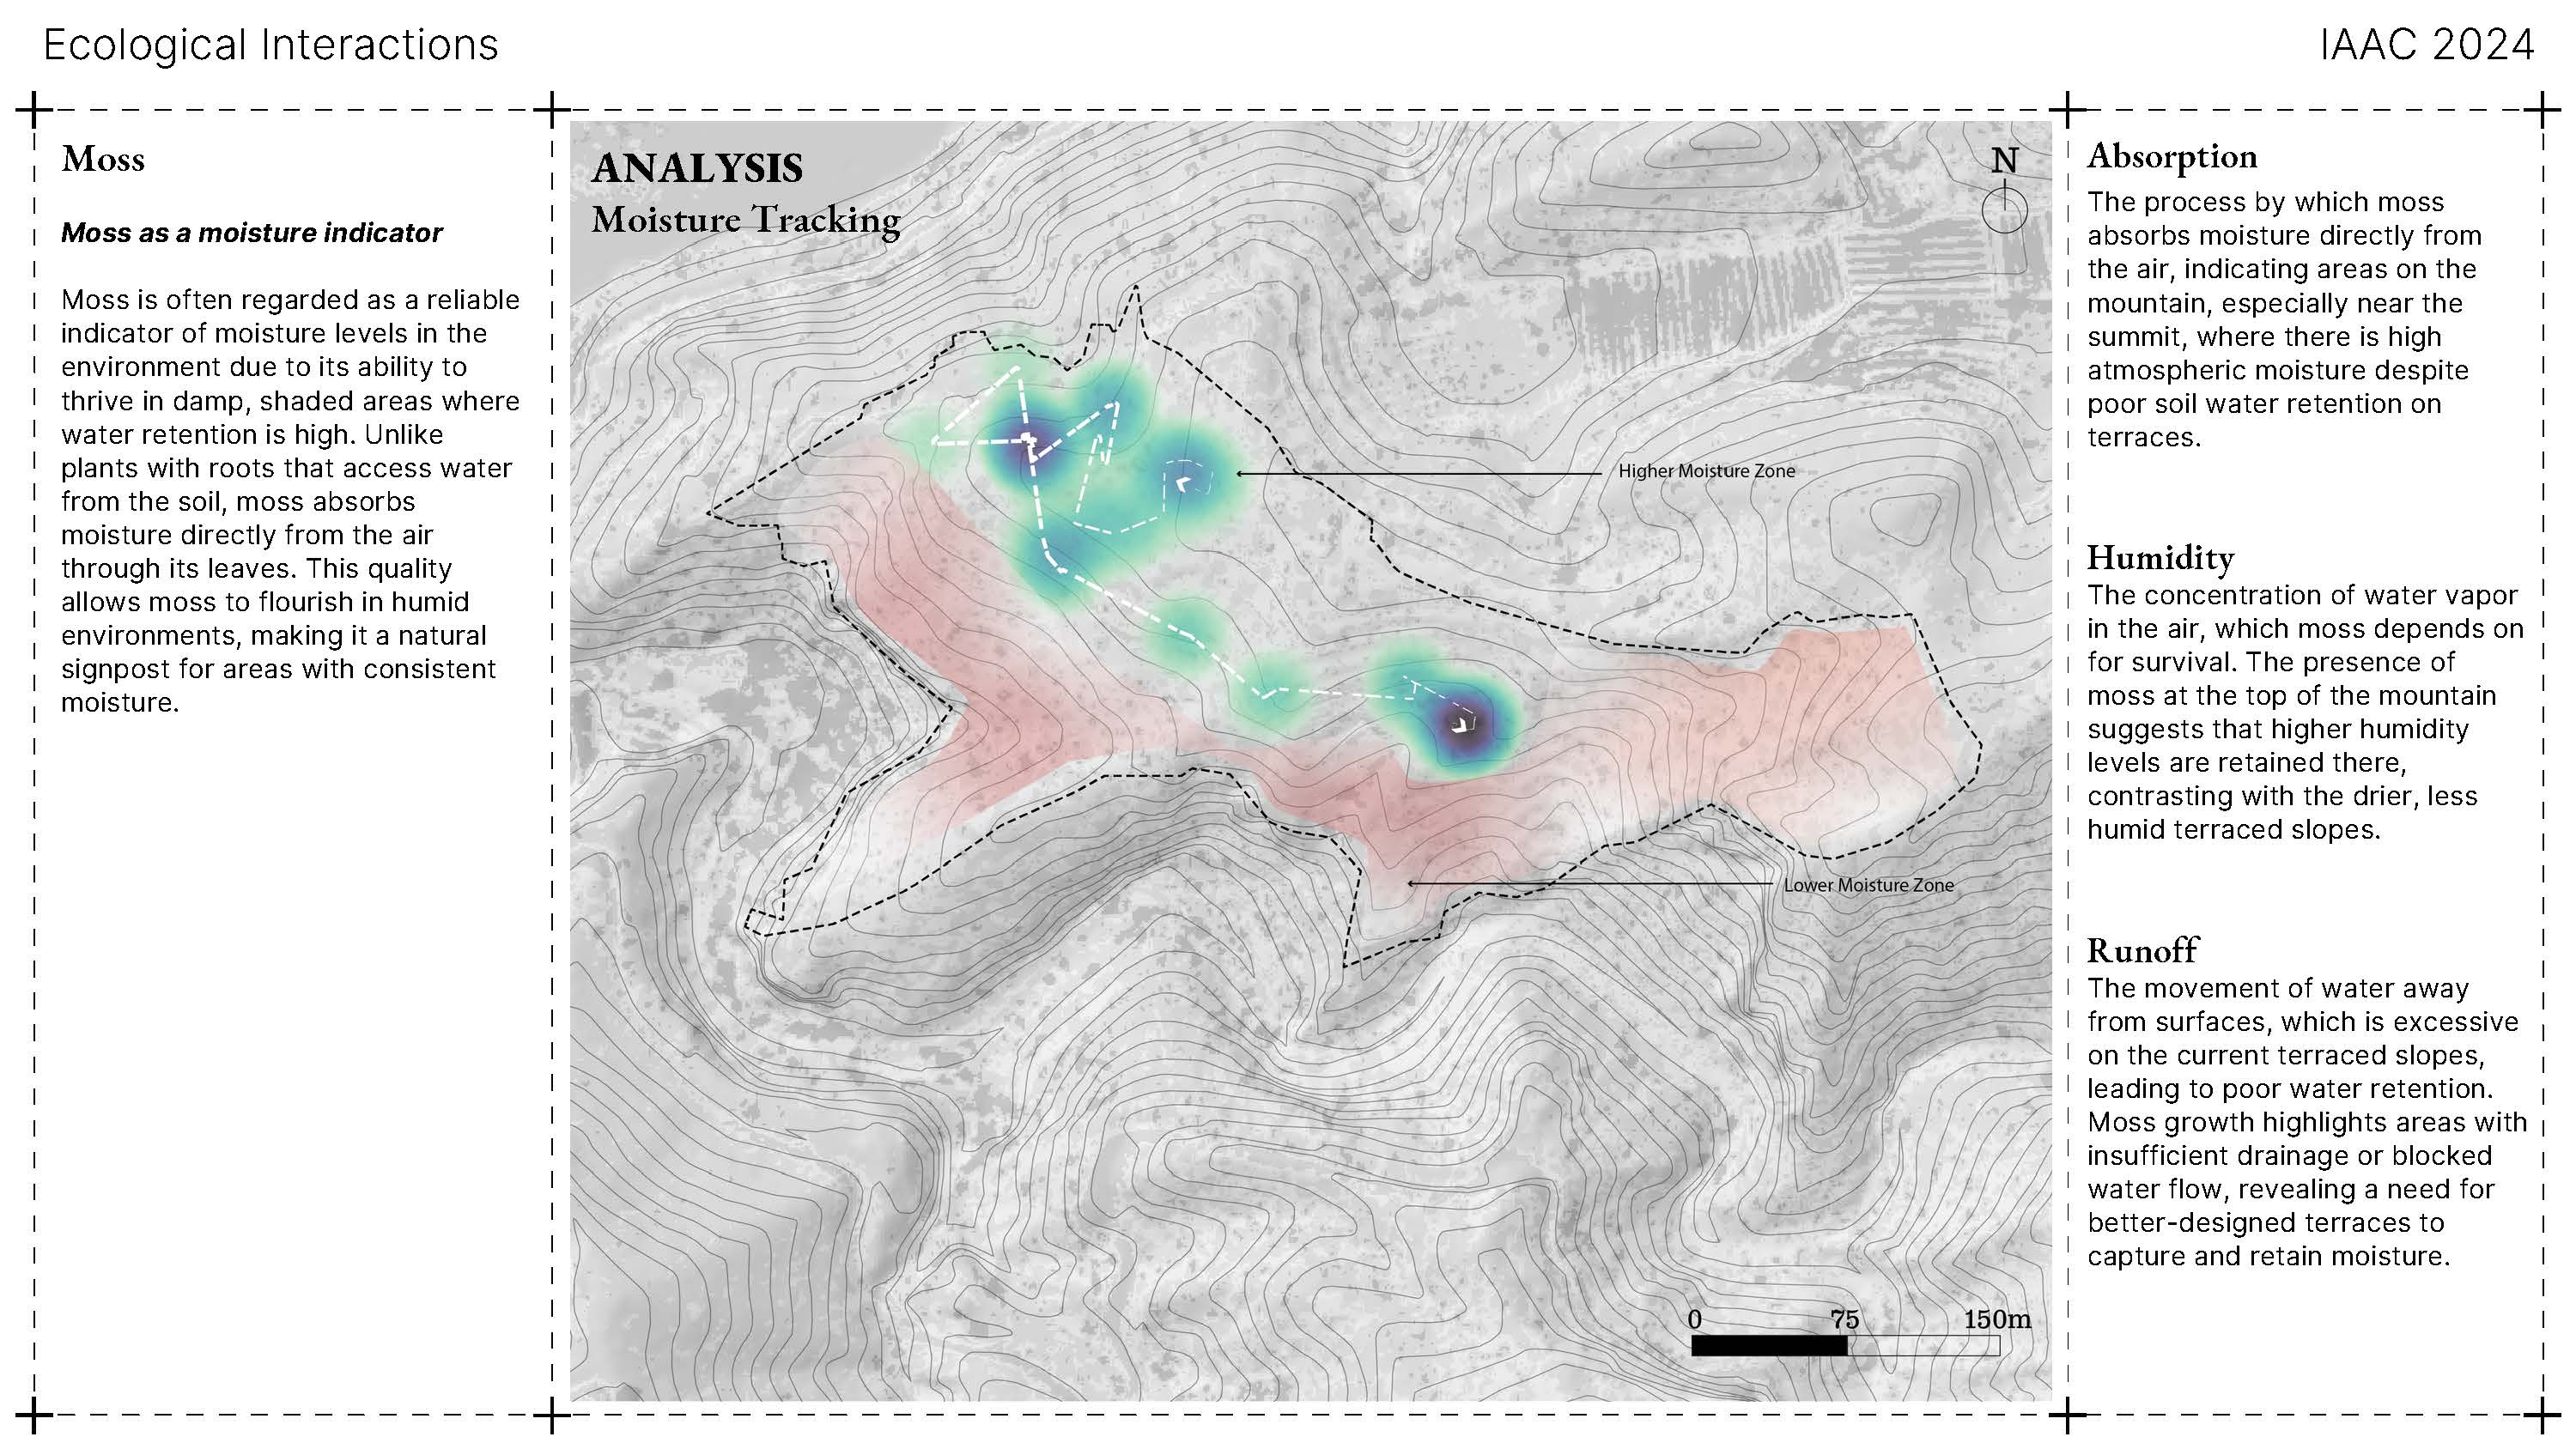 Ecological Interactions
IAAC 2024
Moss
Moss as a moisture indicator
Moss is often regarded as a reliable
indicator of moisture levels in the
environment due to its ability to
thrive in damp, shaded areas where
water retention is high. Unlike
plants with roots that access water
from the soil, moss absorbs
moisture directly from the air
through its leaves. This quality
allows moss to flourish in humid
environments, making it a natural
signpost for areas with consistent
moisture.
ANALYSIS
Moisture Tracking
N
Higher Moisture Zone
Lower Moisture Zone
0 75 150m
Absorption
The process by which moss
absorbs moisture directly from
the air, indicating areas on the
mountain, especially near the
summit, where there is high
atmospheric moisture despite
poor soil water retention on
terraces.
Humidity
The concentration of water vapor
in the air, which moss depends on
for survival. The presence of
moss at the top of the mountain
suggests that higher humidity
levels are retained there,
contrasting with the drier, less
humid terraced slopes.
Runoff
The movement of water away
from surfaces, which is excessive
on the current terraced slopes,
leading to poor water retention.
Moss growth highlights areas with
insufficient drainage or blocked
water flow, revealing a need for
better-designed terraces to
capture and retain moisture.